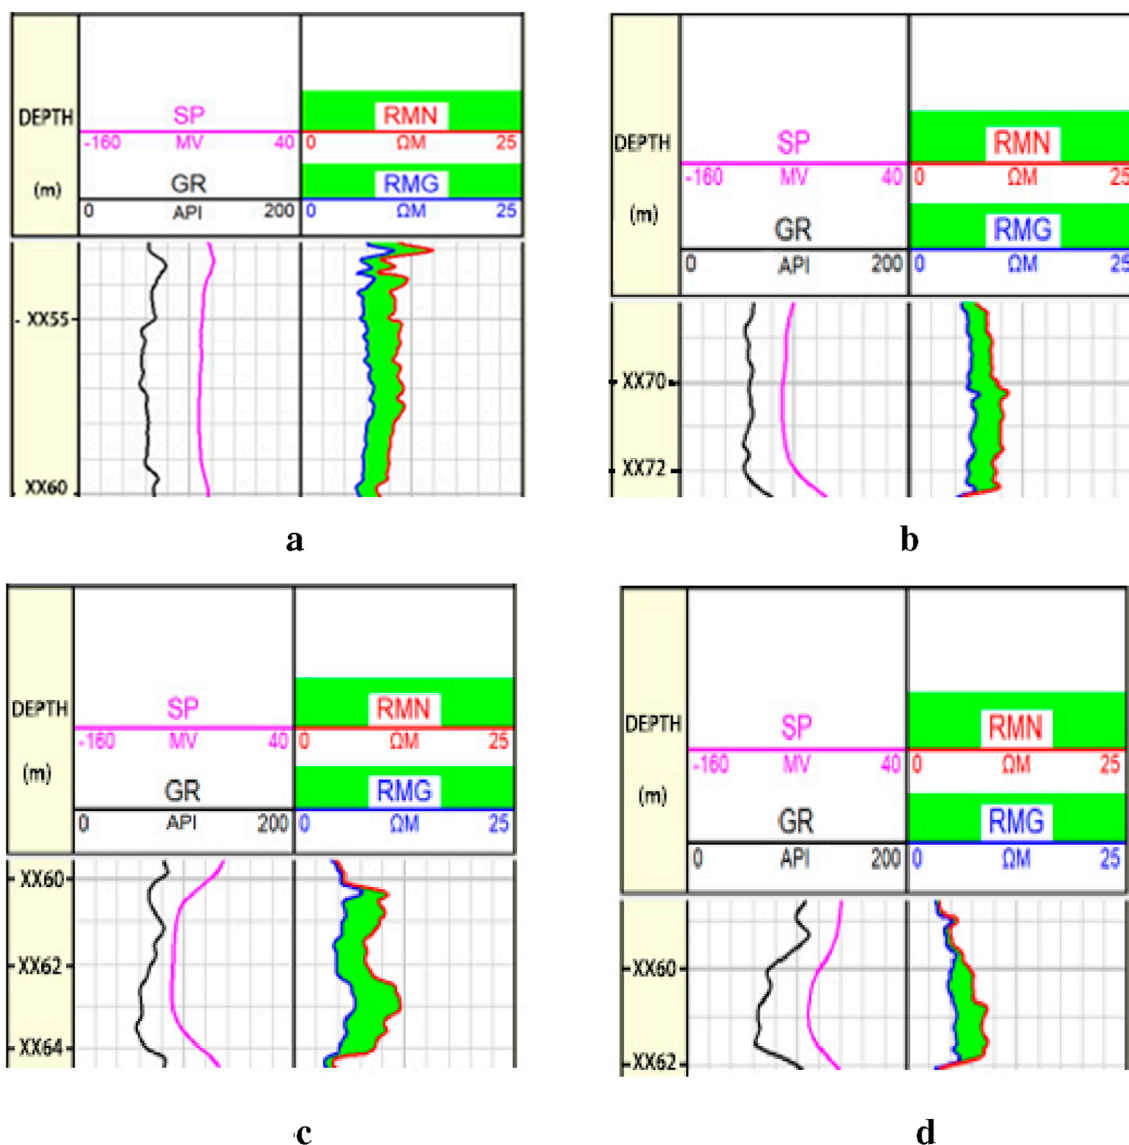 SP RMN
DEPTH -160 MV 40 0 ΩM 25
(m) GR RMG
0 API 200 0 ΩM 25
- XX55
XX60
a
SP RMN
DEPTH -160 MV 40 0 ΩM 25
(m) GR RMG
0 API 200 0 ΩM 25
XX70
XX72
b
SP RMN
DEPTH -160 MV 40 0 ΩM 25
(m) GR RMG
0 API 200 0 ΩM 25
XX60
XX62
XX64
c
SP RMN
DEPTH -160 MV 40 0 ΩM 25
(m) GR RMG
0 API 200 0 ΩM 25
XX60
XX62
d